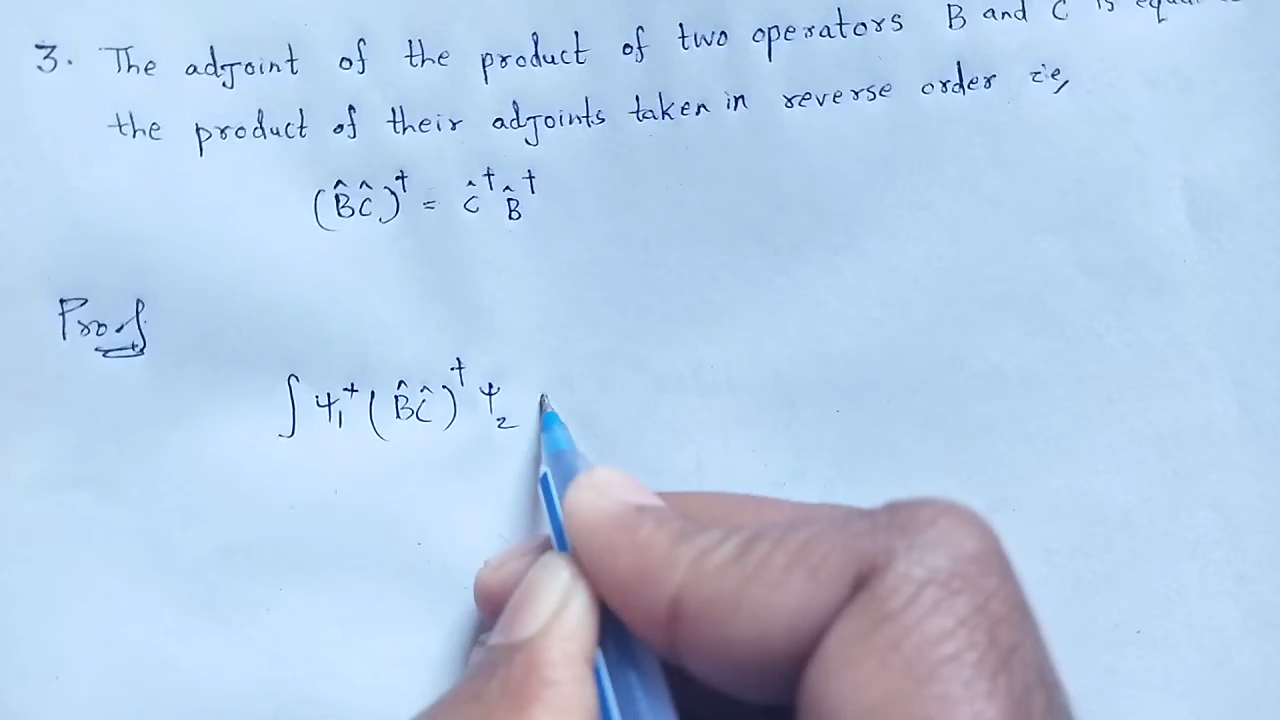 3. The adjoint of the product of two operators B and C is
the product of their adjoints taken in reverse order ie,
(B̂Ĉ)† = Ĉ† B̂†
Proof
∫ ψ₁⁺ (B̂Ĉ)† ψ₂